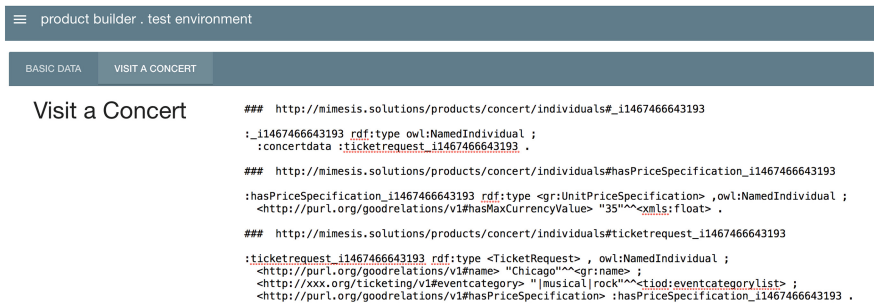 product builder . test environment
BASIC DATA VISIT A CONCERT
Visit a Concert
### http://mimesis.solutions/products/concert/individuals#_i1467466643193
:_i1467466643193 rdf:type owl:NamedIndividual ;
:concertdata :ticketrequest_i1467466643193 .
### http://mimesis.solutions/products/concert/individuals#hasPriceSpecification_i1467466643193
:hasPriceSpecification_i1467466643193 rdf:type <gr:UnitPriceSpecification> ,owl:NamedIndividual ;
<http://purl.org/goodrelations/v1#hasMaxCurrencyValue> "35"^^<xmls:float> .
### http://mimesis.solutions/products/concert/individuals#ticketrequest_i1467466643193
:ticketrequest_i1467466643193 rdf:type <TicketRequest> , owl:NamedIndividual ;
<http://purl.org/goodrelations/v1#name> "Chicago"^^<gr:name> ;
<http://xxx.org/ticketing/v1#eventcategory> "|musical|rock"^^<tiod:eventcategorylist> ;
<http://purl.org/goodrelations/v1#hasPriceSpecification> :hasPriceSpecification_i1467466643193 .